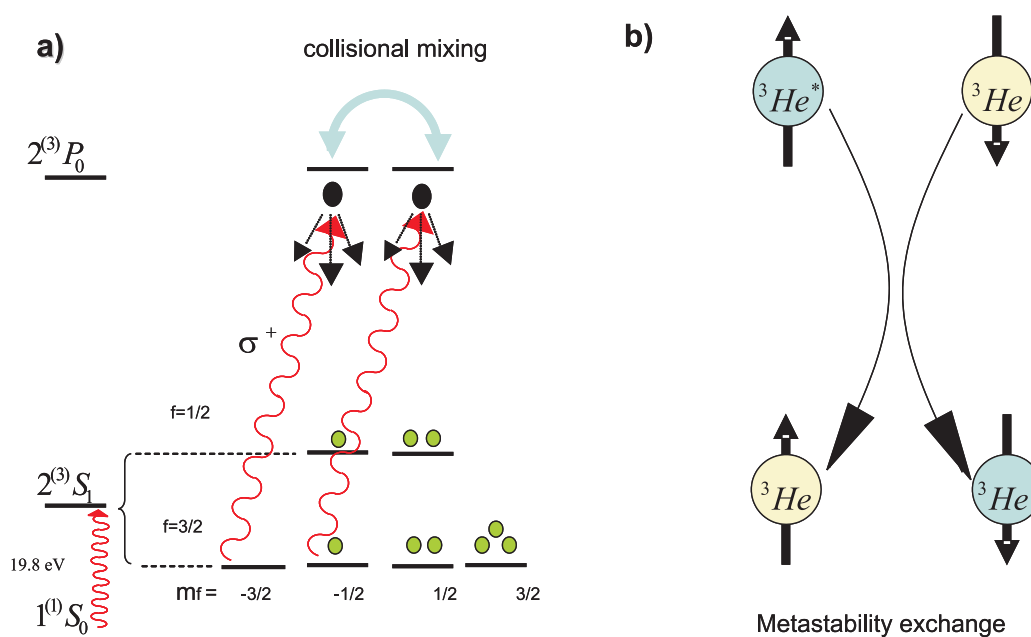 a)
collisional mixing
2⁽³⁾P₀
σ⁺
f=1/2
2⁽³⁾S₁
f=3/2
19.8 eV
1⁽¹⁾S₀
mf = -3/2 -1/2 1/2 3/2
b)
³He* ³He
³He ³He
Metastability exchange